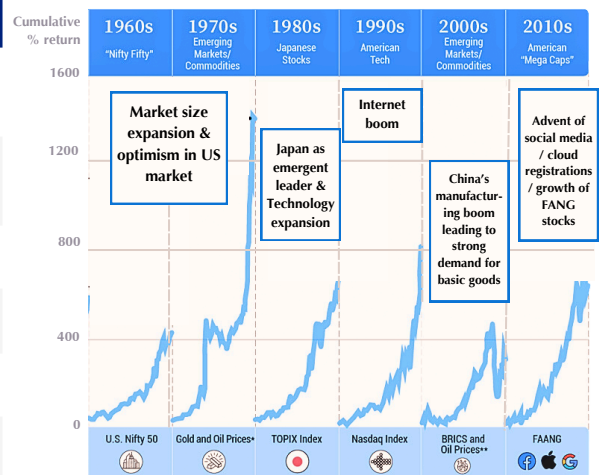 Cumulative
% return
1960s
"Nifty Fifty"
1970s
Emerging
Markets/
Commodities
1980s
Japanese
Stocks
1990s
American
Tech
2000s
Emerging
Markets/
Commodities
2010s
American
"Mega Caps"
1600
1200
800
400
0
Market size
expansion &
optimism in US
market
Japan as
emergent
leader &
Technology
expansion
Internet
boom
China's
manufactur-
ing boom
leading to
strong
demand for
basic goods
Advent of
social media
/ cloud
registrations
/ growth of
FANG
stocks
U.S. Nifty 50
Gold and Oil Prices*
TOPIX Index
Nasdaq Index
BRICS and
Oil Prices**
FAANG